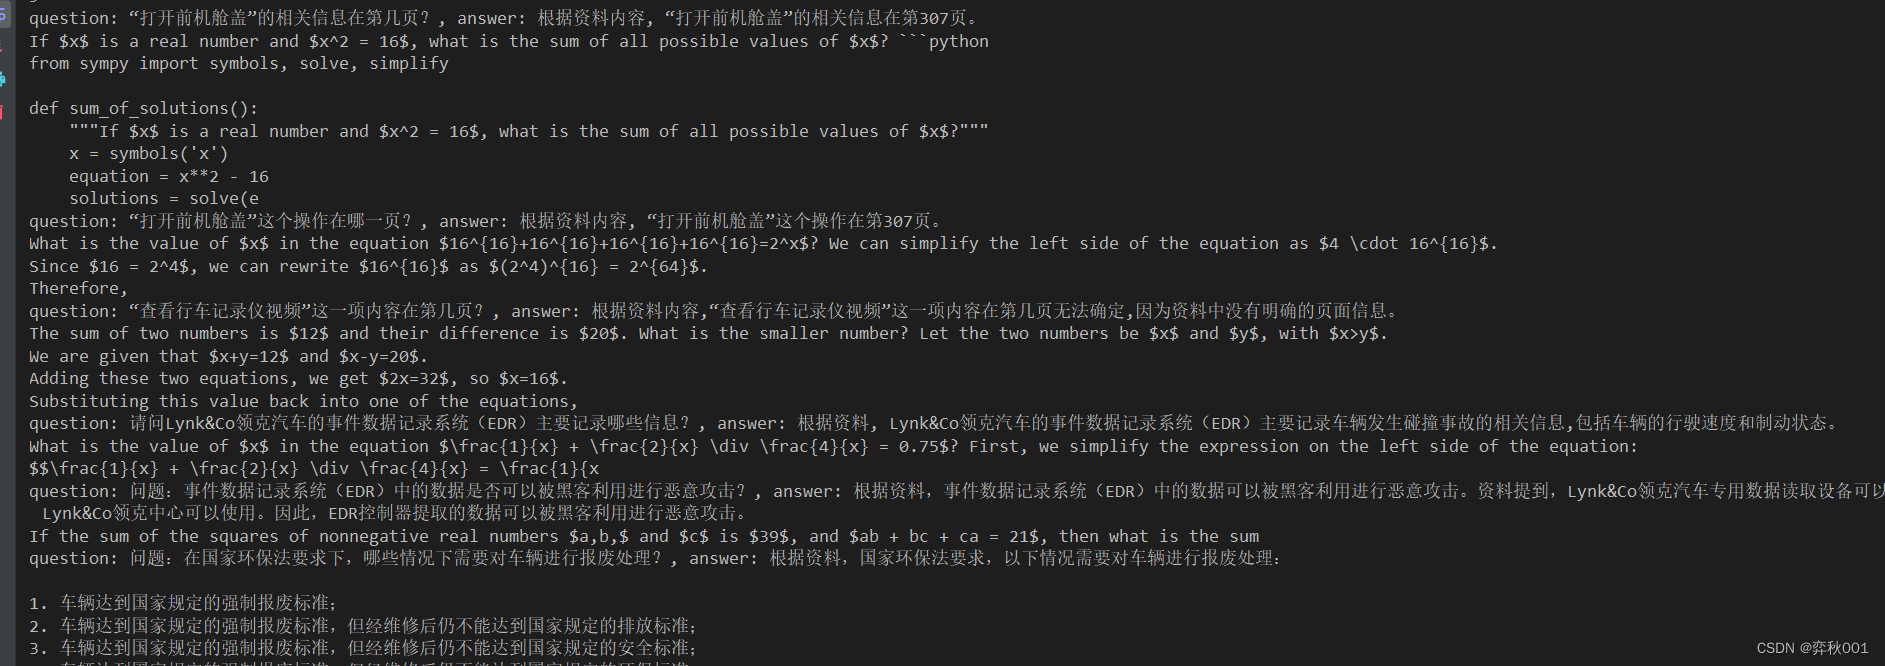 question: “打开前机舱盖”的相关信息在第几页？, answer: 根据资料内容, “打开前机舱盖”的相关信息在第307页。
If $x$ is a real number and $x^2 = 16$, what is the sum of all possible values of $x$? ```python
from sympy import symbols, solve, simplify
def sum_of_solutions():
"""If $x$ is a real number and $x^2 = 16$, what is the sum of all possible values of $x$?"""
x = symbols('x')
equation = x**2 - 16
solutions = solve(e
question: “打开前机舱盖”这个操作在哪一页？, answer: 根据资料内容, “打开前机舱盖”这个操作在第307页。
What is the value of $x$ in the equation $16^{16}+16^{16}+16^{16}+16^{16}=2^x$? We can simplify the left side of the equation as $4 \cdot 16^{16}$.
Since $16 = 2^4$, we can rewrite $16^{16}$ as $(2^4)^{16} = 2^{64}$.
Therefore,
question: “查看行车记录仪视频”这一项内容在第几页？, answer: 根据资料内容,“查看行车记录仪视频”这一项内容在第几页无法确定,因为资料中没有明确的页面信息。
The sum of two numbers is $12$ and their difference is $20$. What is the smaller number? Let the two numbers be $x$ and $y$, with $x>y$.
We are given that $x+y=12$ and $x-y=20$.
Adding these two equations, we get $2x=32$, so $x=16$.
Substituting this value back into one of the equations,
question: 请问Lynk&Co领克汽车的事件数据记录系统（EDR）主要记录哪些信息？, answer: 根据资料, Lynk&Co领克汽车的事件数据记录系统（EDR）主要记录车辆发生碰撞事故的相关信息,包括车辆的行驶速度和制动状态。
What is the value of $x$ in the equation $\frac{1}{x} + \frac{2}{x} \div \frac{4}{x} = 0.75$? First, we simplify the expression on the left side of the equation:
$$\frac{1}{x} + \frac{2}{x} \div \frac{4}{x} = \frac{1}{x
question: 问题：事件数据记录系统（EDR）中的数据是否可以被黑客利用进行恶意攻击？, answer: 根据资料，事件数据记录系统（EDR）中的数据可以被黑客利用进行恶意攻击。资料提到，Lynk&Co领克汽车专用数据读取设备可以
Lynk&Co领克中心可以使用。因此，EDR控制器提取的数据可以被黑客利用进行恶意攻击。
If the sum of the squares of nonnegative real numbers $a,b,$ and $c$ is $39$, and $ab + bc + ca = 21$, then what is the sum
question: 问题：在国家环保法要求下，哪些情况下需要对车辆进行报废处理？, answer: 根据资料，国家环保法要求，以下情况需要对车辆进行报废处理：
1. 车辆达到国家规定的强制报废标准；
2. 车辆达到国家规定的强制报废标准，但经维修后仍不能达到国家规定的排放标准；
3. 车辆达到国家规定的强制报废标准，但经维修后仍不能达到国家规定的安全标准；
CSDN @弈秋001